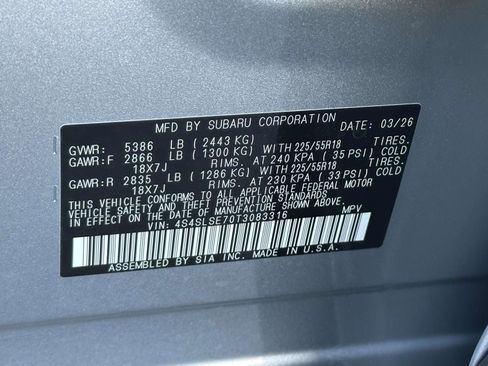 MFD BY SUBARU CORPORATION DATE: 03/26
GVWR: 5386 LB (2443 KG) TIRES.
GAWR:F 2866 LB (1300 KG) WITH 225/55R18
18X7J RIMS. AT 240 KPA (35 PSI) COLD
GAWR:R 2835 LB (1286 KG) WITH 225/55R18 TIRES.
18X7J RIMS. AT 230 KPA (33 PSI) COLD
THIS VEHICLE CONFORMS TO ALL APPLICABLE FEDERAL MOTOR
VEHICLE SAFETY AND THEFT PREVENTION STANDARDS
IN EFFECT ON THE DATE OF MANUFACTURE SHOWN ABOVE.
VIN: 4S4SLSE70T3083316 MPV
ASSEMBLED BY SIA INC. MADE IN U.S.A.